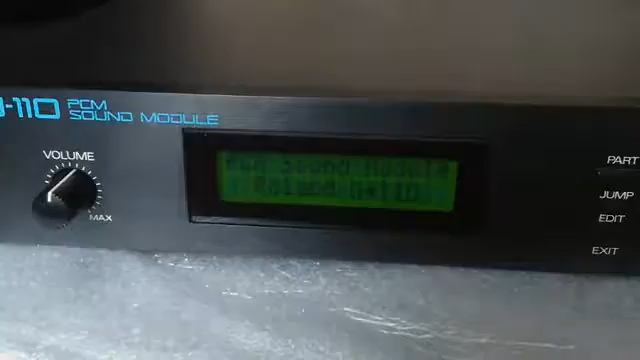 -110 PCM
SOUND MODULE
VOLUME
MAX
PCM Sound Module
Roland U-110
PART
JUMP
EDIT
EXIT